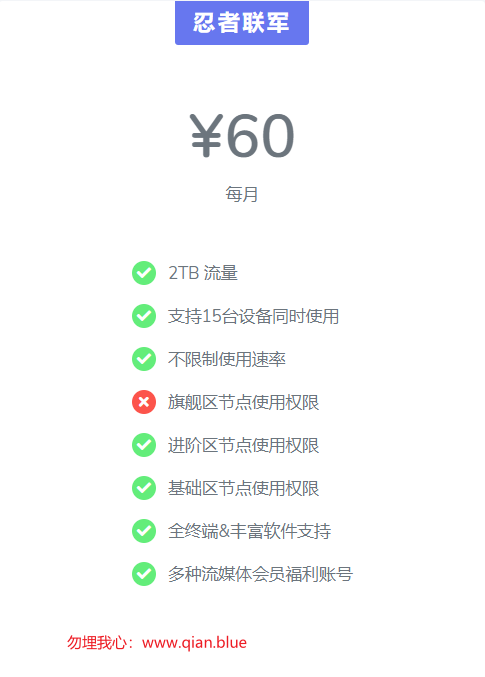 忍者联军
¥60
每月
2TB 流量
支持15台设备同时使用
不限制使用速率
旗舰区节点使用权限
进阶区节点使用权限
基础区节点使用权限
全终端&丰富软件支持
多种流媒体会员福利账号
勿埋我心：www.qian.blue